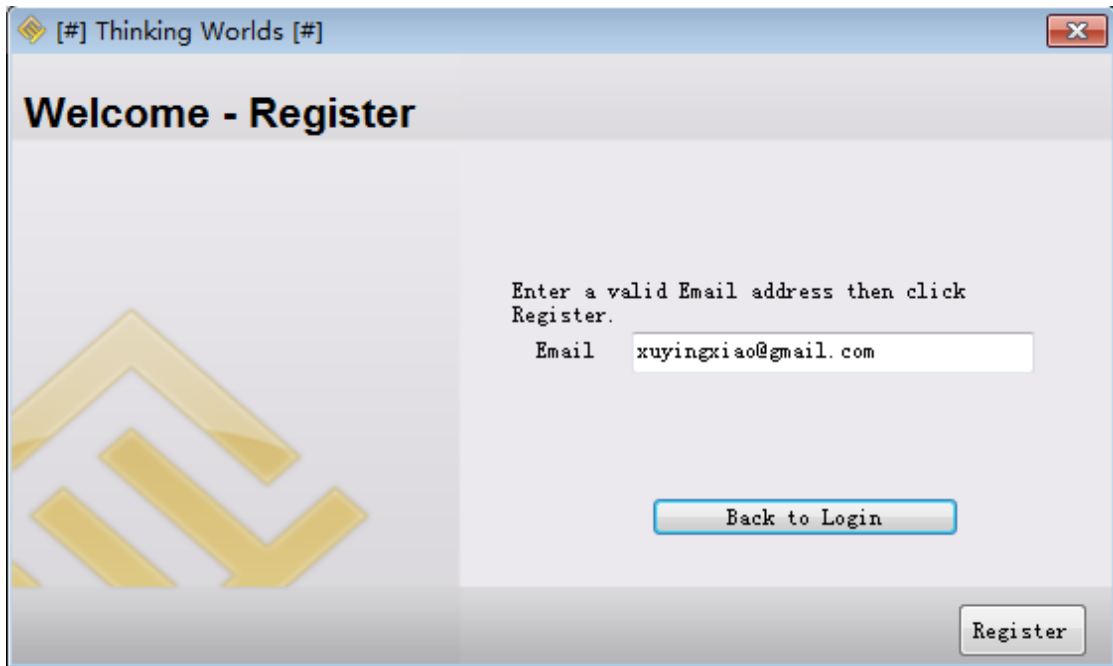 [#] Thinking Worlds [#]
Welcome - Register
Enter a valid Email address then click
Register.
Email xuyingxiao@gmail.com
Back to Login
Register